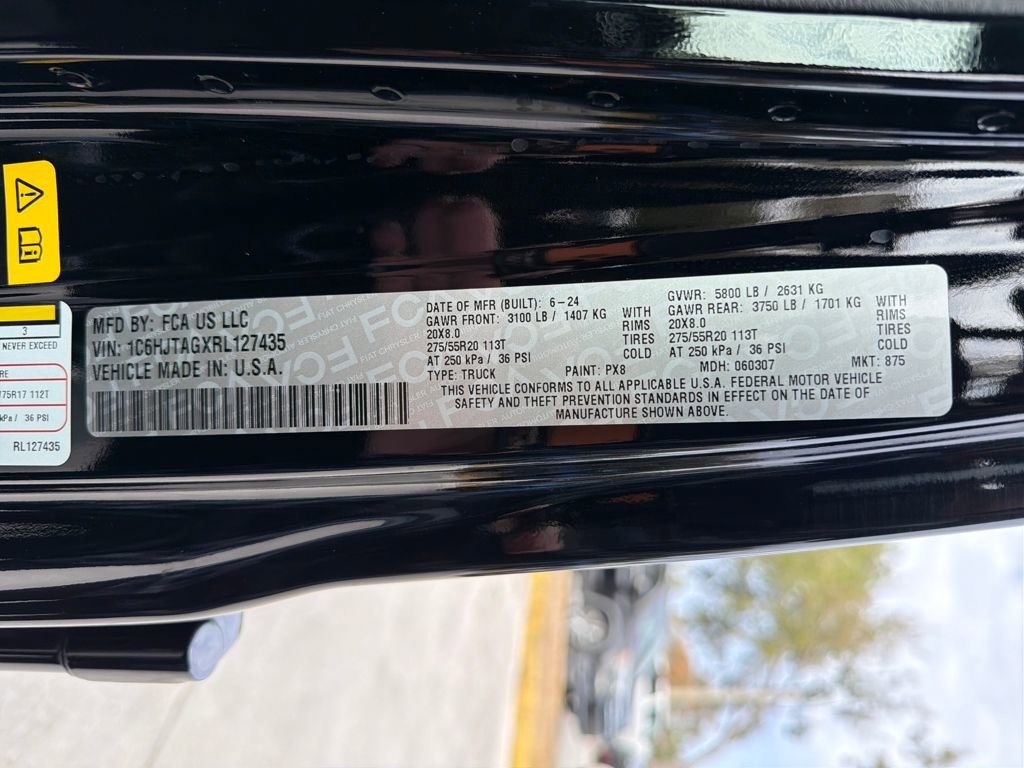 3
NEVER EXCEED
RE
/75R17 112T
kPa / 36 PSI
RL127435
MFD BY: FCA US LLC
VIN: 1C6HJTAGXRL127435
VEHICLE MADE IN: U.S.A.
DATE OF MFR (BUILT): 6-24
GAWR FRONT: 3100 LB / 1407 KG WITH
20X8.0 RIMS
275/55R20 113T TIRES
AT 250 kPa / 36 PSI COLD
GVWR: 5800 LB / 2631 KG
GAWR REAR: 3750 LB / 1701 KG WITH
20X8.0 RIMS
275/55R20 113T TIRES
AT 250 kPa / 36 PSI COLD
TYPE: TRUCK PAINT: PX8 MDH: 060307 MKT: 875
THIS VEHICLE CONFORMS TO ALL APPLICABLE U.S.A. FEDERAL MOTOR VEHICLE
SAFETY AND THEFT PREVENTION STANDARDS IN EFFECT ON THE DATE OF
MANUFACTURE SHOWN ABOVE.